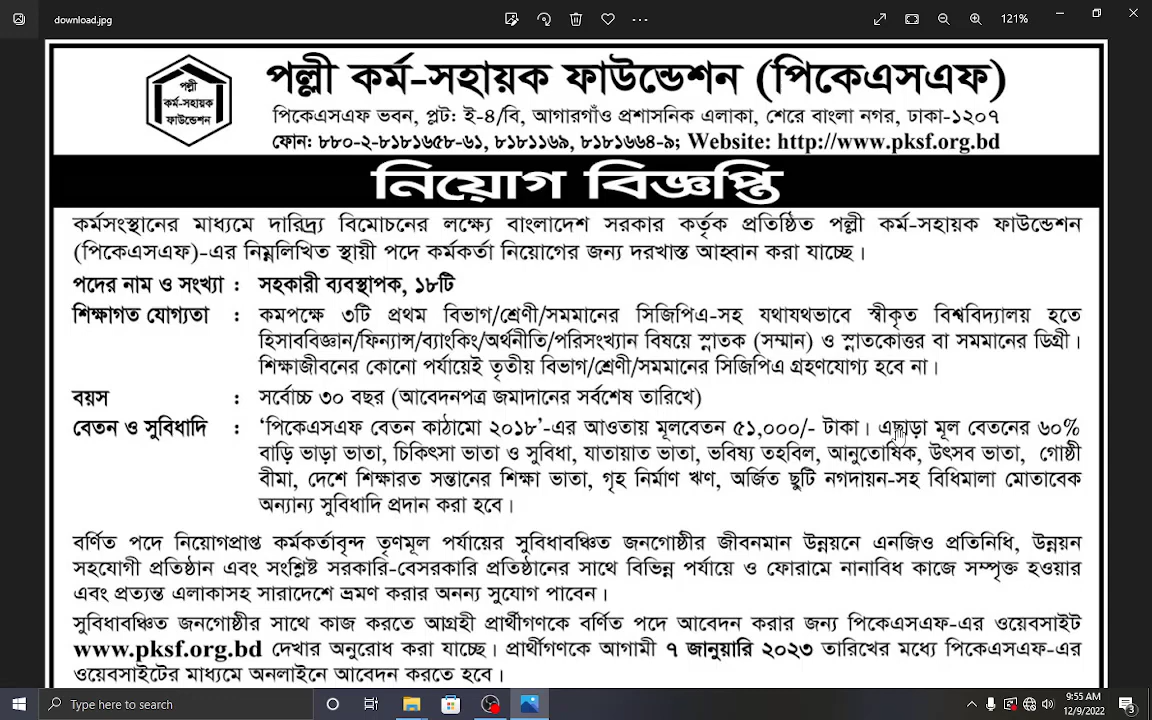 download.jpg
121%
পল্লী
কর্ম-সহায়ক
ফাউন্ডেশন
পল্লী কর্ম-সহায়ক ফাউন্ডেশন (পিকেএসএফ)
পিকেএসএফ ভবন, প্লট: ই-৪/বি, আগারগাঁও প্রশাসনিক এলাকা, শেরে বাংলা নগর, ঢাকা-১২০৭
ফোন: ৮৮০-২-৮১৮১৬৫৮-৬১, ৮১৮১১৬৯, ৮১৮১৬৬৪-৯; Website: http://www.pksf.org.bd
নিয়োগ বিজ্ঞপ্তি
কর্মসংস্থানের মাধ্যমে দারিদ্র্য বিমোচনের লক্ষ্যে বাংলাদেশ সরকার কর্তৃক প্রতিষ্ঠিত পল্লী কর্ম-সহায়ক ফাউন্ডেশন
(পিকেএসএফ)-এর নিম্নলিখিত স্থায়ী পদে কর্মকর্তা নিয়োগের জন্য দরখাস্ত আহ্বান করা যাচ্ছে।
পদের নাম ও সংখ্যা : সহকারী ব্যবস্থাপক, ১৮টি
শিক্ষাগত যোগ্যতা : কমপক্ষে ৩টি প্রথম বিভাগ/শ্রেণী/সমমানের সিজিপিএ-সহ যথাযথভাবে স্বীকৃত বিশ্ববিদ্যালয় হতে
হিসাববিজ্ঞান/ফিন্যান্স/ব্যাংকিং/অর্থনীতি/পরিসংখ্যান বিষয়ে স্নাতক (সম্মান) ও স্নাতকোত্তর বা সমমানের ডিগ্রী।
শিক্ষাজীবনের কোনো পর্যায়েই তৃতীয় বিভাগ/শ্রেণী/সমমানের সিজিপিএ গ্রহণযোগ্য হবে না।
বয়স : সর্বোচ্চ ৩০ বছর (আবেদনপত্র জমাদানের সর্বশেষ তারিখে)
বেতন ও সুবিধাদি : ‘পিকেএসএফ বেতন কাঠামো ২০১৮’-এর আওতায় মূলবেতন ৫১,০০০/- টাকা। এছাড়া মূল বেতনের ৬০%
বাড়ি ভাড়া ভাতা, চিকিৎসা ভাতা ও সুবিধা, যাতায়াত ভাতা, ভবিষ্য তহবিল, আনুতোষিক, উৎসব ভাতা, গোষ্ঠী
বীমা, দেশে শিক্ষারত সন্তানের শিক্ষা ভাতা, গৃহ নির্মাণ ঋণ, অর্জিত ছুটি নগদায়ন-সহ বিধিমালা মোতাবেক
অন্যান্য সুবিধাদি প্রদান করা হবে।
বর্ণিত পদে নিয়োগপ্রাপ্ত কর্মকর্তাবৃন্দ তৃণমূল পর্যায়ের সুবিধাবঞ্চিত জনগোষ্ঠীর জীবনমান উন্নয়নে এনজিও প্রতিনিধি, উন্নয়ন
সহযোগী প্রতিষ্ঠান এবং সংশ্লিষ্ট সরকারি-বেসরকারি প্রতিষ্ঠানের সাথে বিভিন্ন পর্যায়ে ও ফোরামে নানাবিধ কাজে সম্পৃক্ত হওয়ার
এবং প্রত্যন্ত এলাকাসহ সারাদেশে ভ্রমণ করার অনন্য সুযোগ পাবেন।
সুবিধাবঞ্চিত জনগোষ্ঠীর সাথে কাজ করতে আগ্রহী প্রার্থীগণকে বর্ণিত পদে আবেদন করার জন্য পিকেএসএফ-এর ওয়েবসাইট
www.pksf.org.bd দেখার অনুরোধ করা যাচ্ছে। প্রার্থীগণকে আগামী ৭ জানুয়ারি ২০২৩ তারিখের মধ্যে পিকেএসএফ-এর
ওয়েবসাইটের মাধ্যমে অনলাইনে আবেদন করতে হবে।
Type here to search
9:55 AM
12/9/2022
3